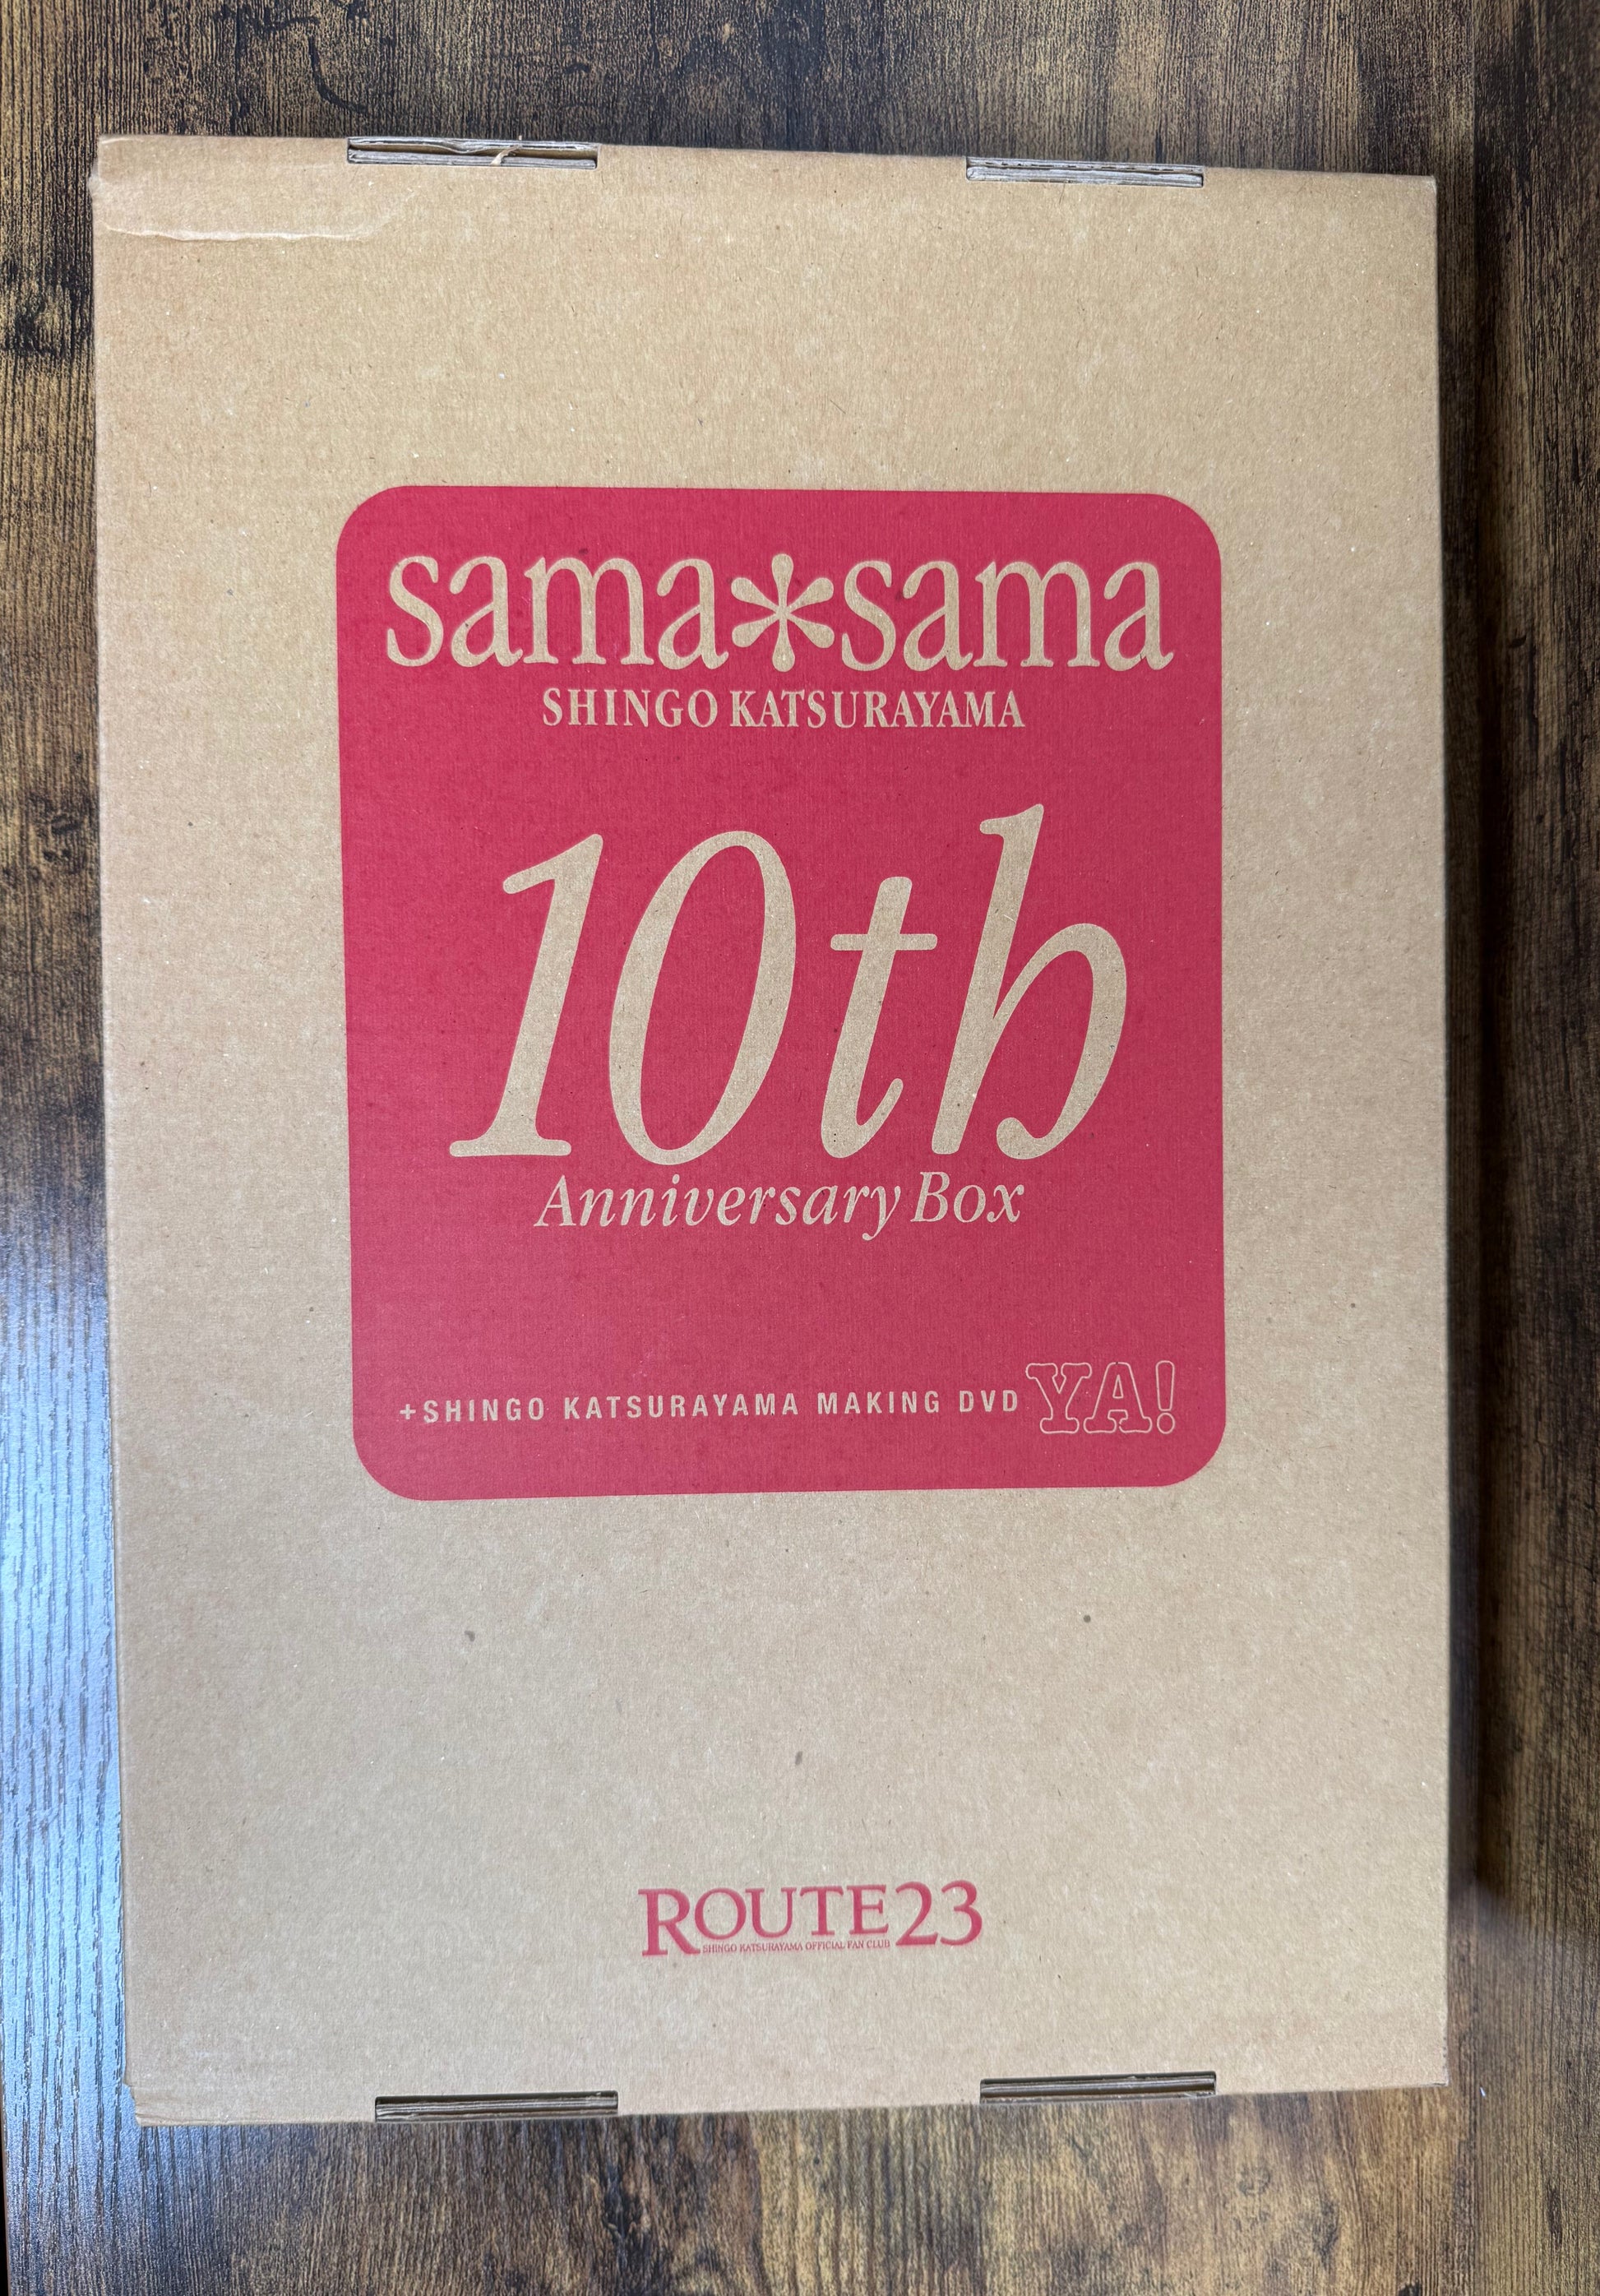 sama*sama
SHINGO KATSURAYAMA
10th
Anniversary Box
+SHINGO KATSURAYAMA MAKING DVD YA!
ROUTE23
SHINGO KATSURAYAMA OFFICIAL FAN CLUB